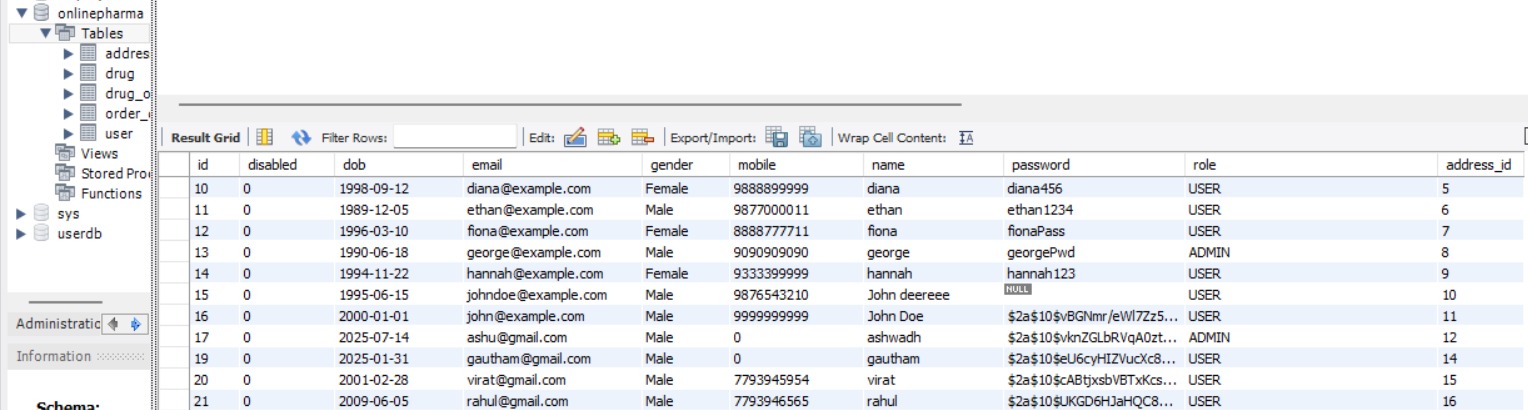 onlinepharma
Tables
addres
drug
drug_o
order_
user
Views
Stored Pro
Functions
sys
userdb
Administratic
Information
Schema:
Result Grid Filter Rows: Edit: Export/Import: Wrap Cell Content:
id disabled dob email gender mobile name password role address_id
10 0 1998-09-12 diana@example.com Female 9888899999 diana diana456 USER 5
11 0 1989-12-05 ethan@example.com Male 9877000011 ethan ethan1234 USER 6
12 0 1996-03-10 fiona@example.com Female 8888777711 fiona fionaPass USER 7
13 0 1990-06-18 george@example.com Male 9090909090 george georgePwd ADMIN 8
14 0 1994-11-22 hannah@example.com Female 9333399999 hannah hannah123 USER 9
15 0 1995-06-15 johndoe@example.com Male 9876543210 John deereee NULL USER 10
16 0 2000-01-01 john@example.com Male 9999999999 John Doe $2a$10$vBGNmr/eWl7Zz5... USER 11
17 0 2025-07-14 ashu@gmail.com Male 0 ashwadh $2a$10$vknZGLbRVqA0zt... ADMIN 12
19 0 2025-01-31 gautham@gmail.com Male 0 gautham $2a$10$eU6cyHIZVucXc8... USER 14
20 0 2001-02-28 virat@gmail.com Male 7793945954 virat $2a$10$cABtjxsbVBTxKcs... USER 15
21 0 2009-06-05 rahul@gmail.com Male 7793946565 rahul $2a$10$UKGD6HJaHQC8... USER 16